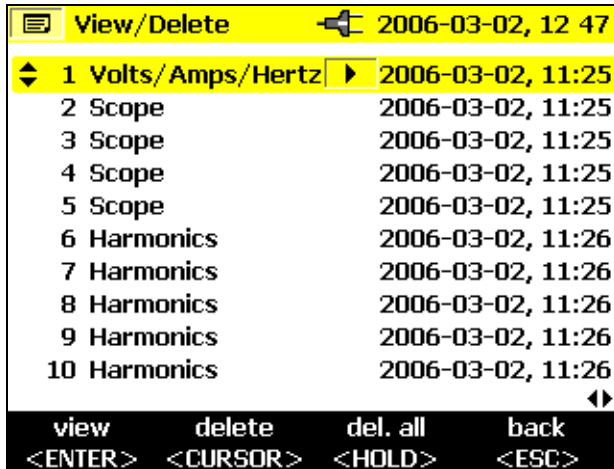 View/Delete 2006-03-02, 12 47
1 Volts/Amps/Hertz 2006-03-02, 11:25
2 Scope 2006-03-02, 11:25
3 Scope 2006-03-02, 11:25
4 Scope 2006-03-02, 11:25
5 Scope 2006-03-02, 11:25
6 Harmonics 2006-03-02, 11:26
7 Harmonics 2006-03-02, 11:26
8 Harmonics 2006-03-02, 11:26
9 Harmonics 2006-03-02, 11:26
10 Harmonics 2006-03-02, 11:26
view delete del. all back
<ENTER> <CURSOR> <HOLD> <ESC>